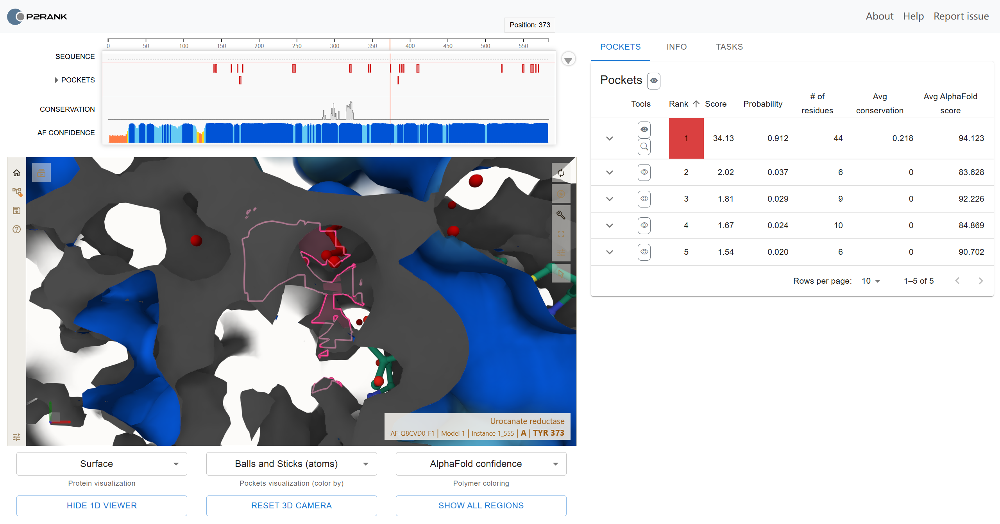 P2RANK
About Help Report issue
Position: 373
0 50 100 150 200 250 300 350 400 450 500 550
SEQUENCE
POCKETS
CONSERVATION
AF CONFIDENCE
Urocanate reductase
AF-Q8CVD0-F1 | Model 1 | Instance 1_555 | A | TYR 373
Surface
Protein visualization
Balls and Sticks (atoms)
Pockets visualization (color by)
AlphaFold confidence
Polymer coloring
HIDE 1D VIEWER
RESET 3D CAMERA
SHOW ALL REGIONS
POCKETS INFO TASKS
Pockets
Tools Rank Score Probability # of residues Avg conservation Avg AlphaFold score
1 34.13 0.912 44 0.218 94.123
2 2.02 0.037 6 0 83.628
3 1.81 0.029 9 0 92.226
4 1.67 0.024 10 0 84.869
5 1.54 0.020 6 0 90.702
Rows per page: 10 1–5 of 5